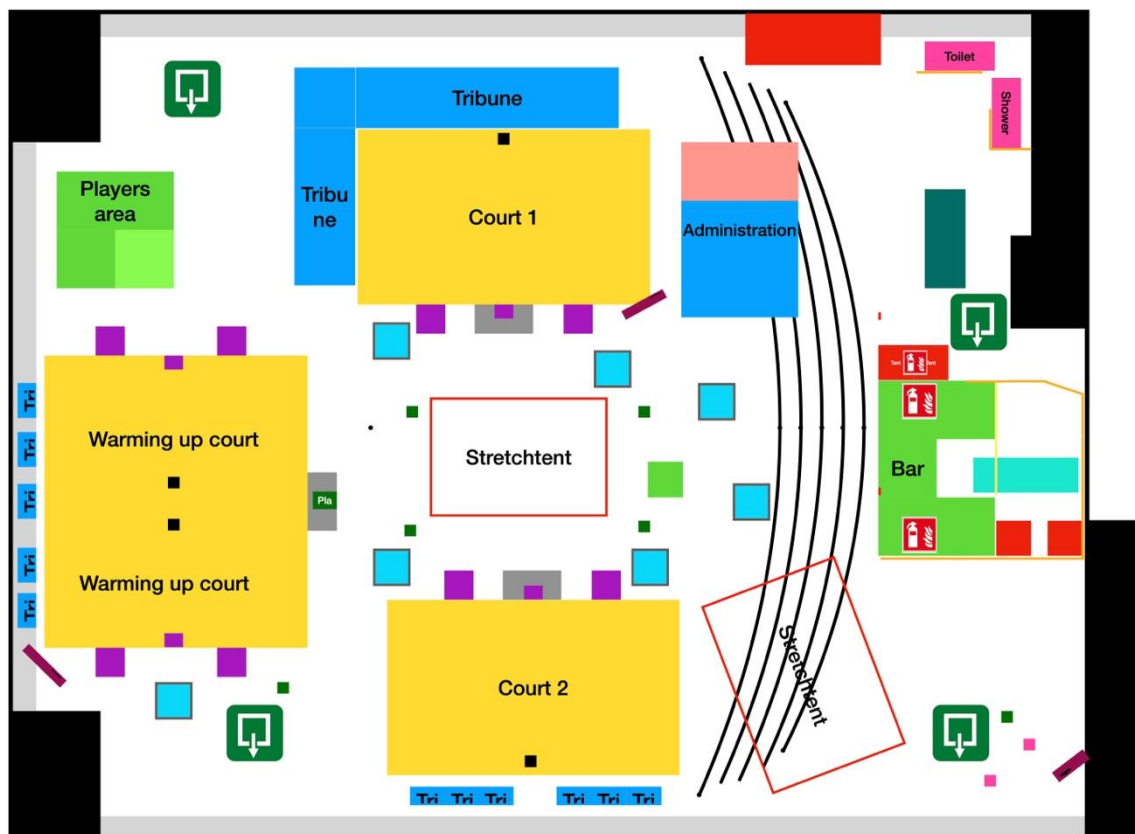 Toilet
Shower
Tribune
Players
area
Tribu
ne
Court 1
Administration
Tent
Tri
Tri
Tri
Tri
Tri
Warming up court
Stretchtent
Bar
Pla
Warming up court
Stretchtent
Court 2
Tri
Tri
Tri
Tri
Tri
Tri